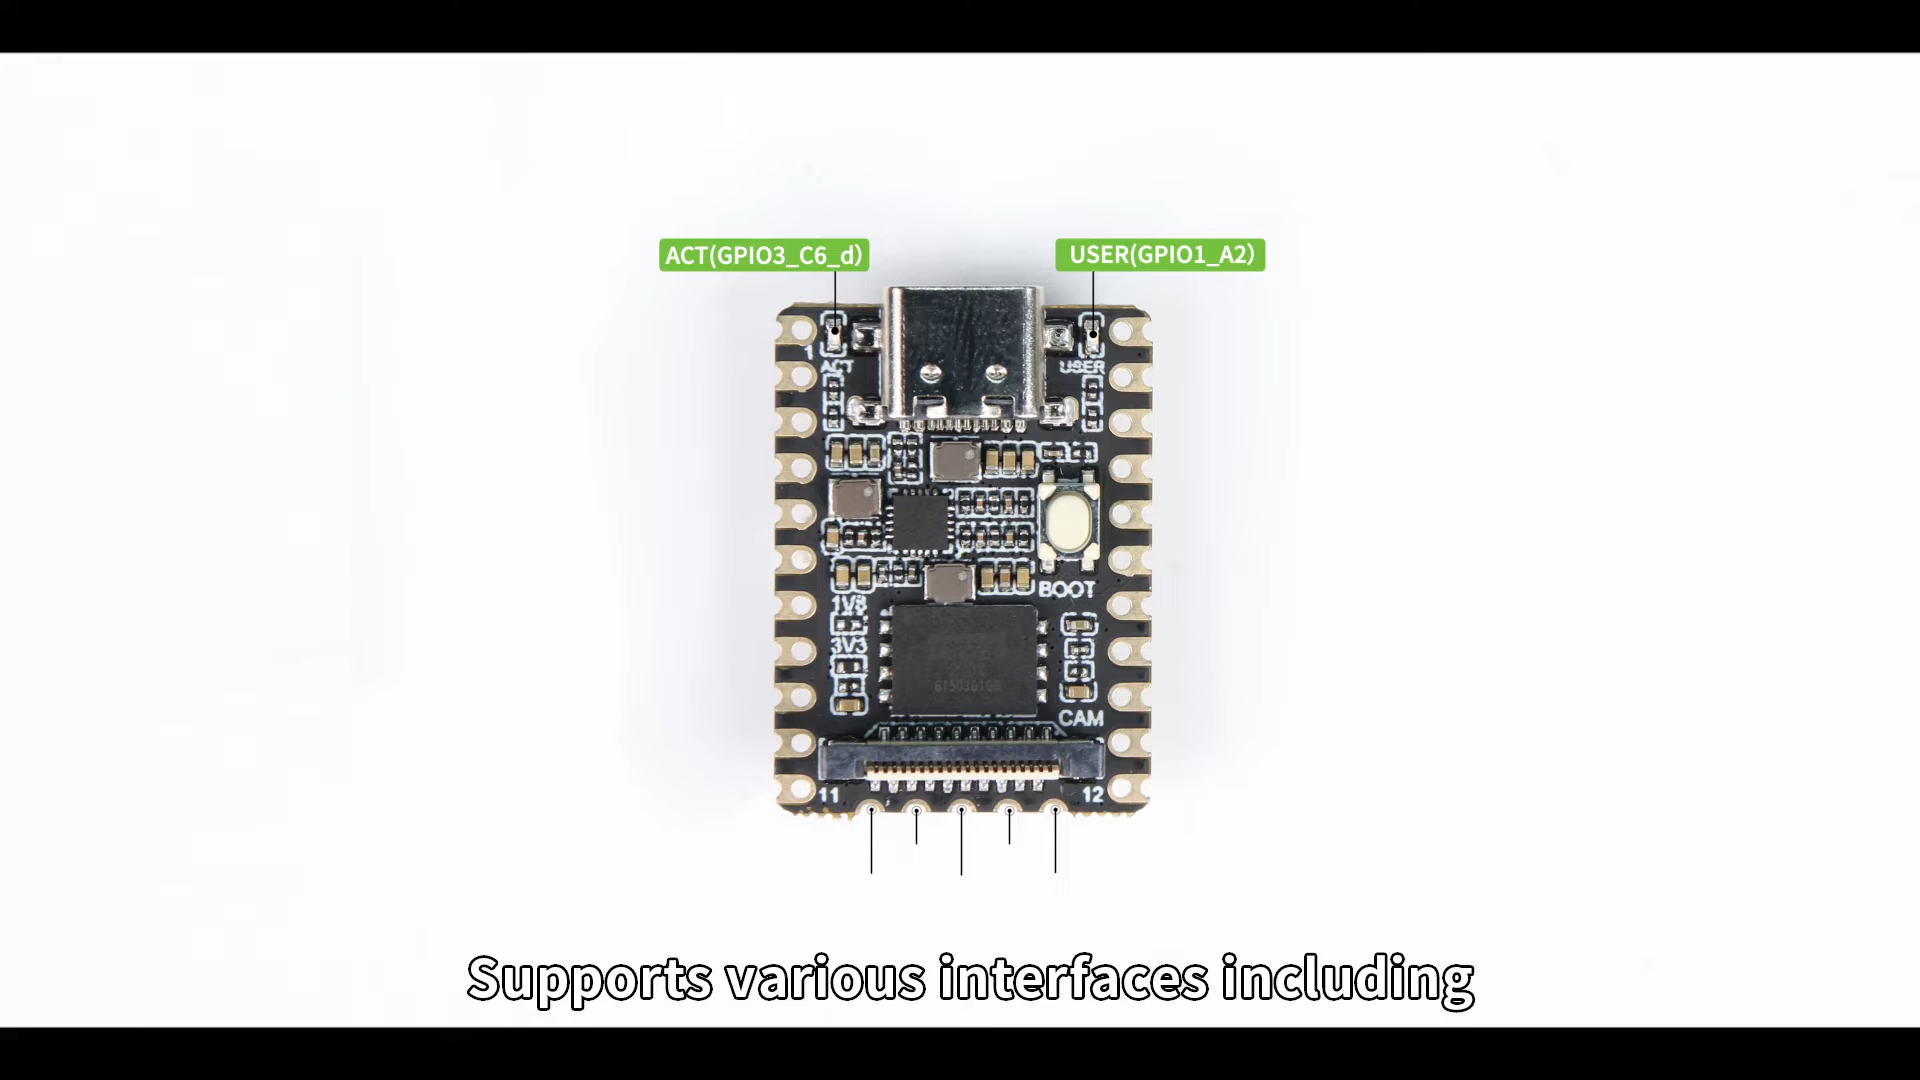 ACT(GPIO3_C6_d)
USER(GPIO1_A2)
1
ACT
USER
BOOT
1V8
3V3
CAM
11
12
Supports various interfaces including